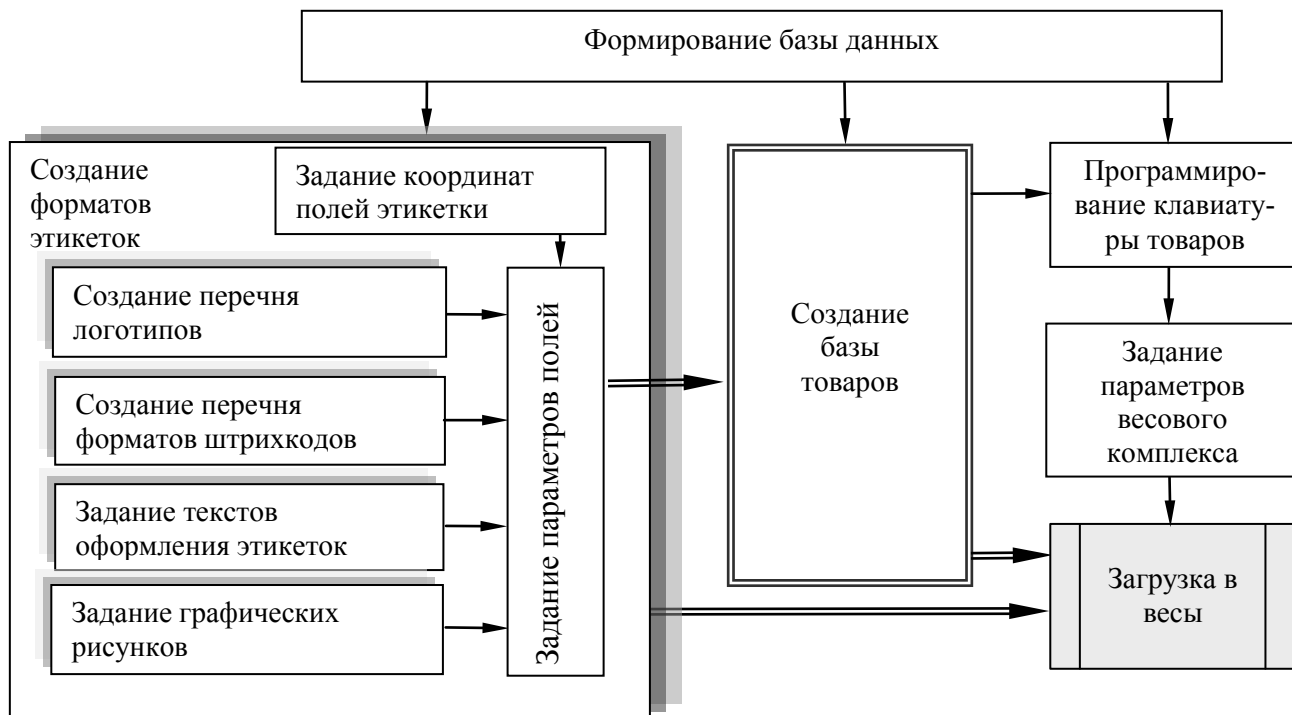 Формирование базы данных
Создание
форматов
этикеток
Задание координат
полей этикетки
Создание перечня
логотипов
Создание перечня
форматов штрихкодов
Задание текстов
оформления этикеток
Задание графических
рисунков
Задание параметров полей
Создание
базы
товаров
Программиро-
вание клавиату-
ры товаров
Задание
параметров
весового
комплекса
Загрузка в
весы